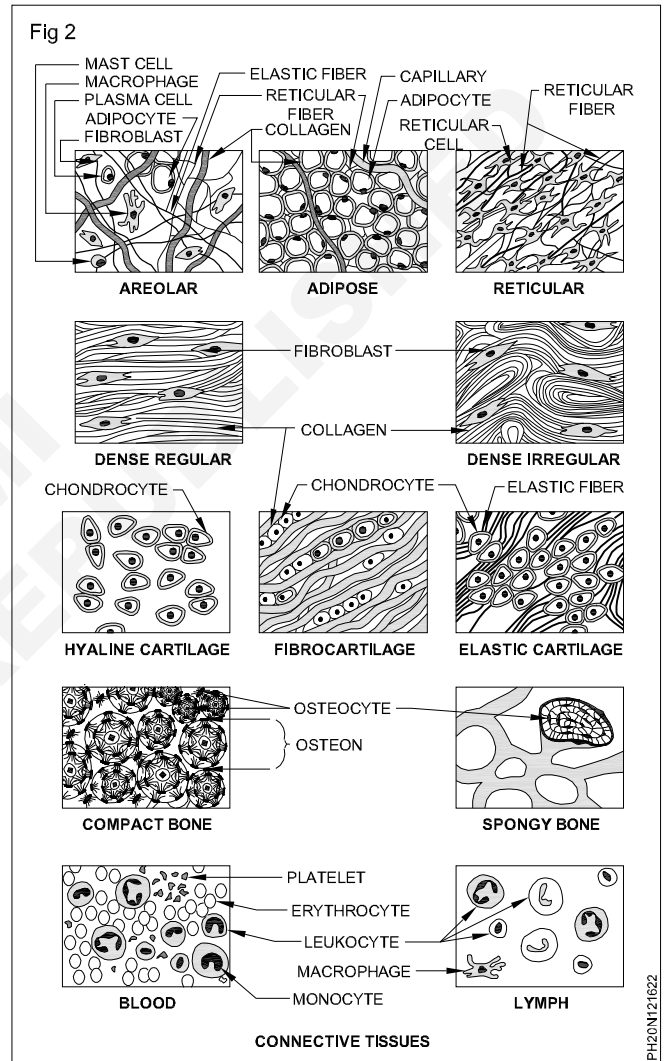 Fig 2
MAST CELL
MACROPHAGE
PLASMA CELL
ADIPOCYTE
FIBROBLAST
ELASTIC FIBER
RETICULAR
FIBER
COLLAGEN
CAPILLARY
ADIPOCYTE
RETICULAR
CELL
RETICULAR
FIBER
AREOLAR
ADIPOSE
RETICULAR
FIBROBLAST
COLLAGEN
DENSE REGULAR
DENSE IRREGULAR
CHONDROCYTE
CHONDROCYTE
ELASTIC FIBER
HYALINE CARTILAGE
FIBROCARTILAGE
ELASTIC CARTILAGE
OSTEOCYTE
OSTEON
COMPACT BONE
SPONGY BONE
PLATELET
ERYTHROCYTE
LEUKOCYTE
MACROPHAGE
MONOCYTE
BLOOD
LYMPH
CONNECTIVE TISSUES
PH20N121622